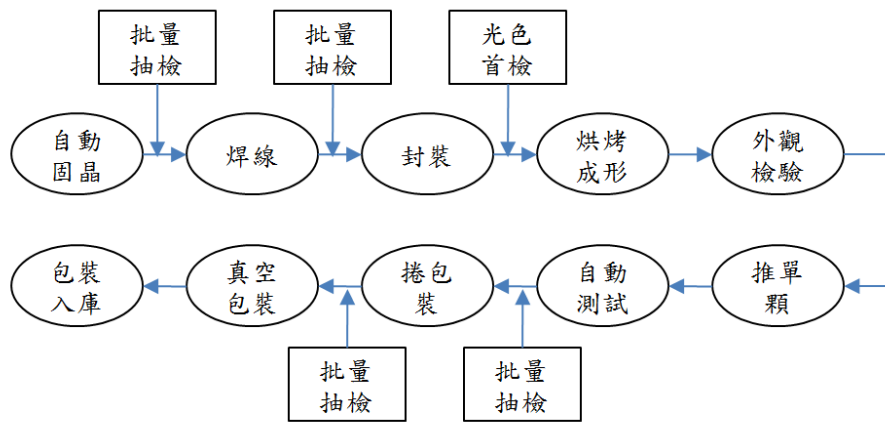 批量
抽檢
批量
抽檢
光色
首檢
自動
固晶
焊線
封裝
烘烤
成形
外觀
檢驗
包裝
入庫
真空
包裝
捲包
裝
自動
測試
推單
顆
批量
抽檢
批量
抽檢